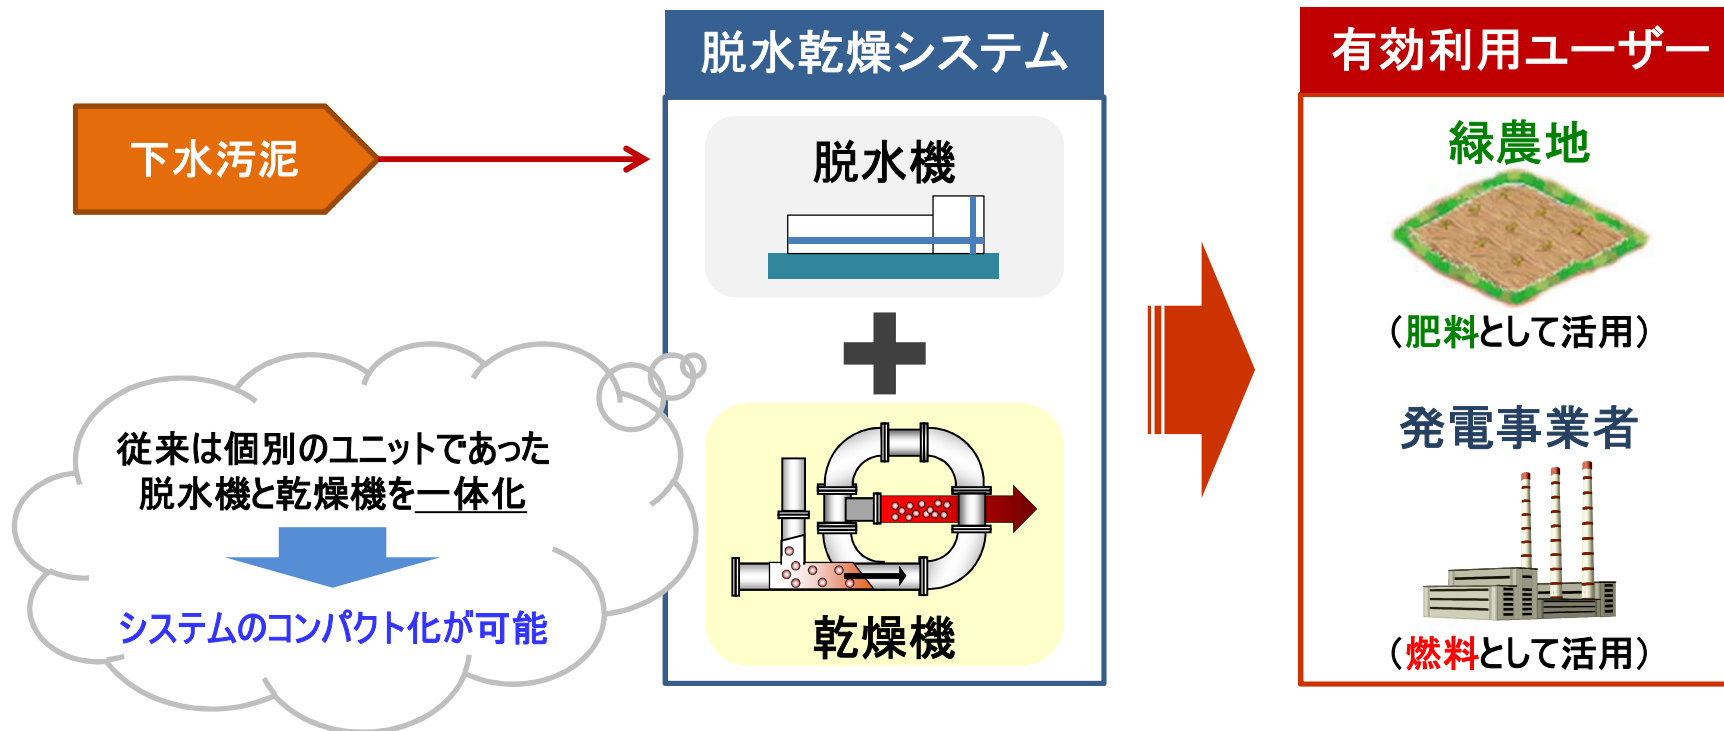 下水汚泥
脱水乾燥システム
脱水機
乾燥機
従来は個別のユニットであった
脱水機と乾燥機を一体化
システムのコンパクト化が可能
有効利用ユーザー
緑農地
（肥料として活用）
発電事業者
（燃料として活用）